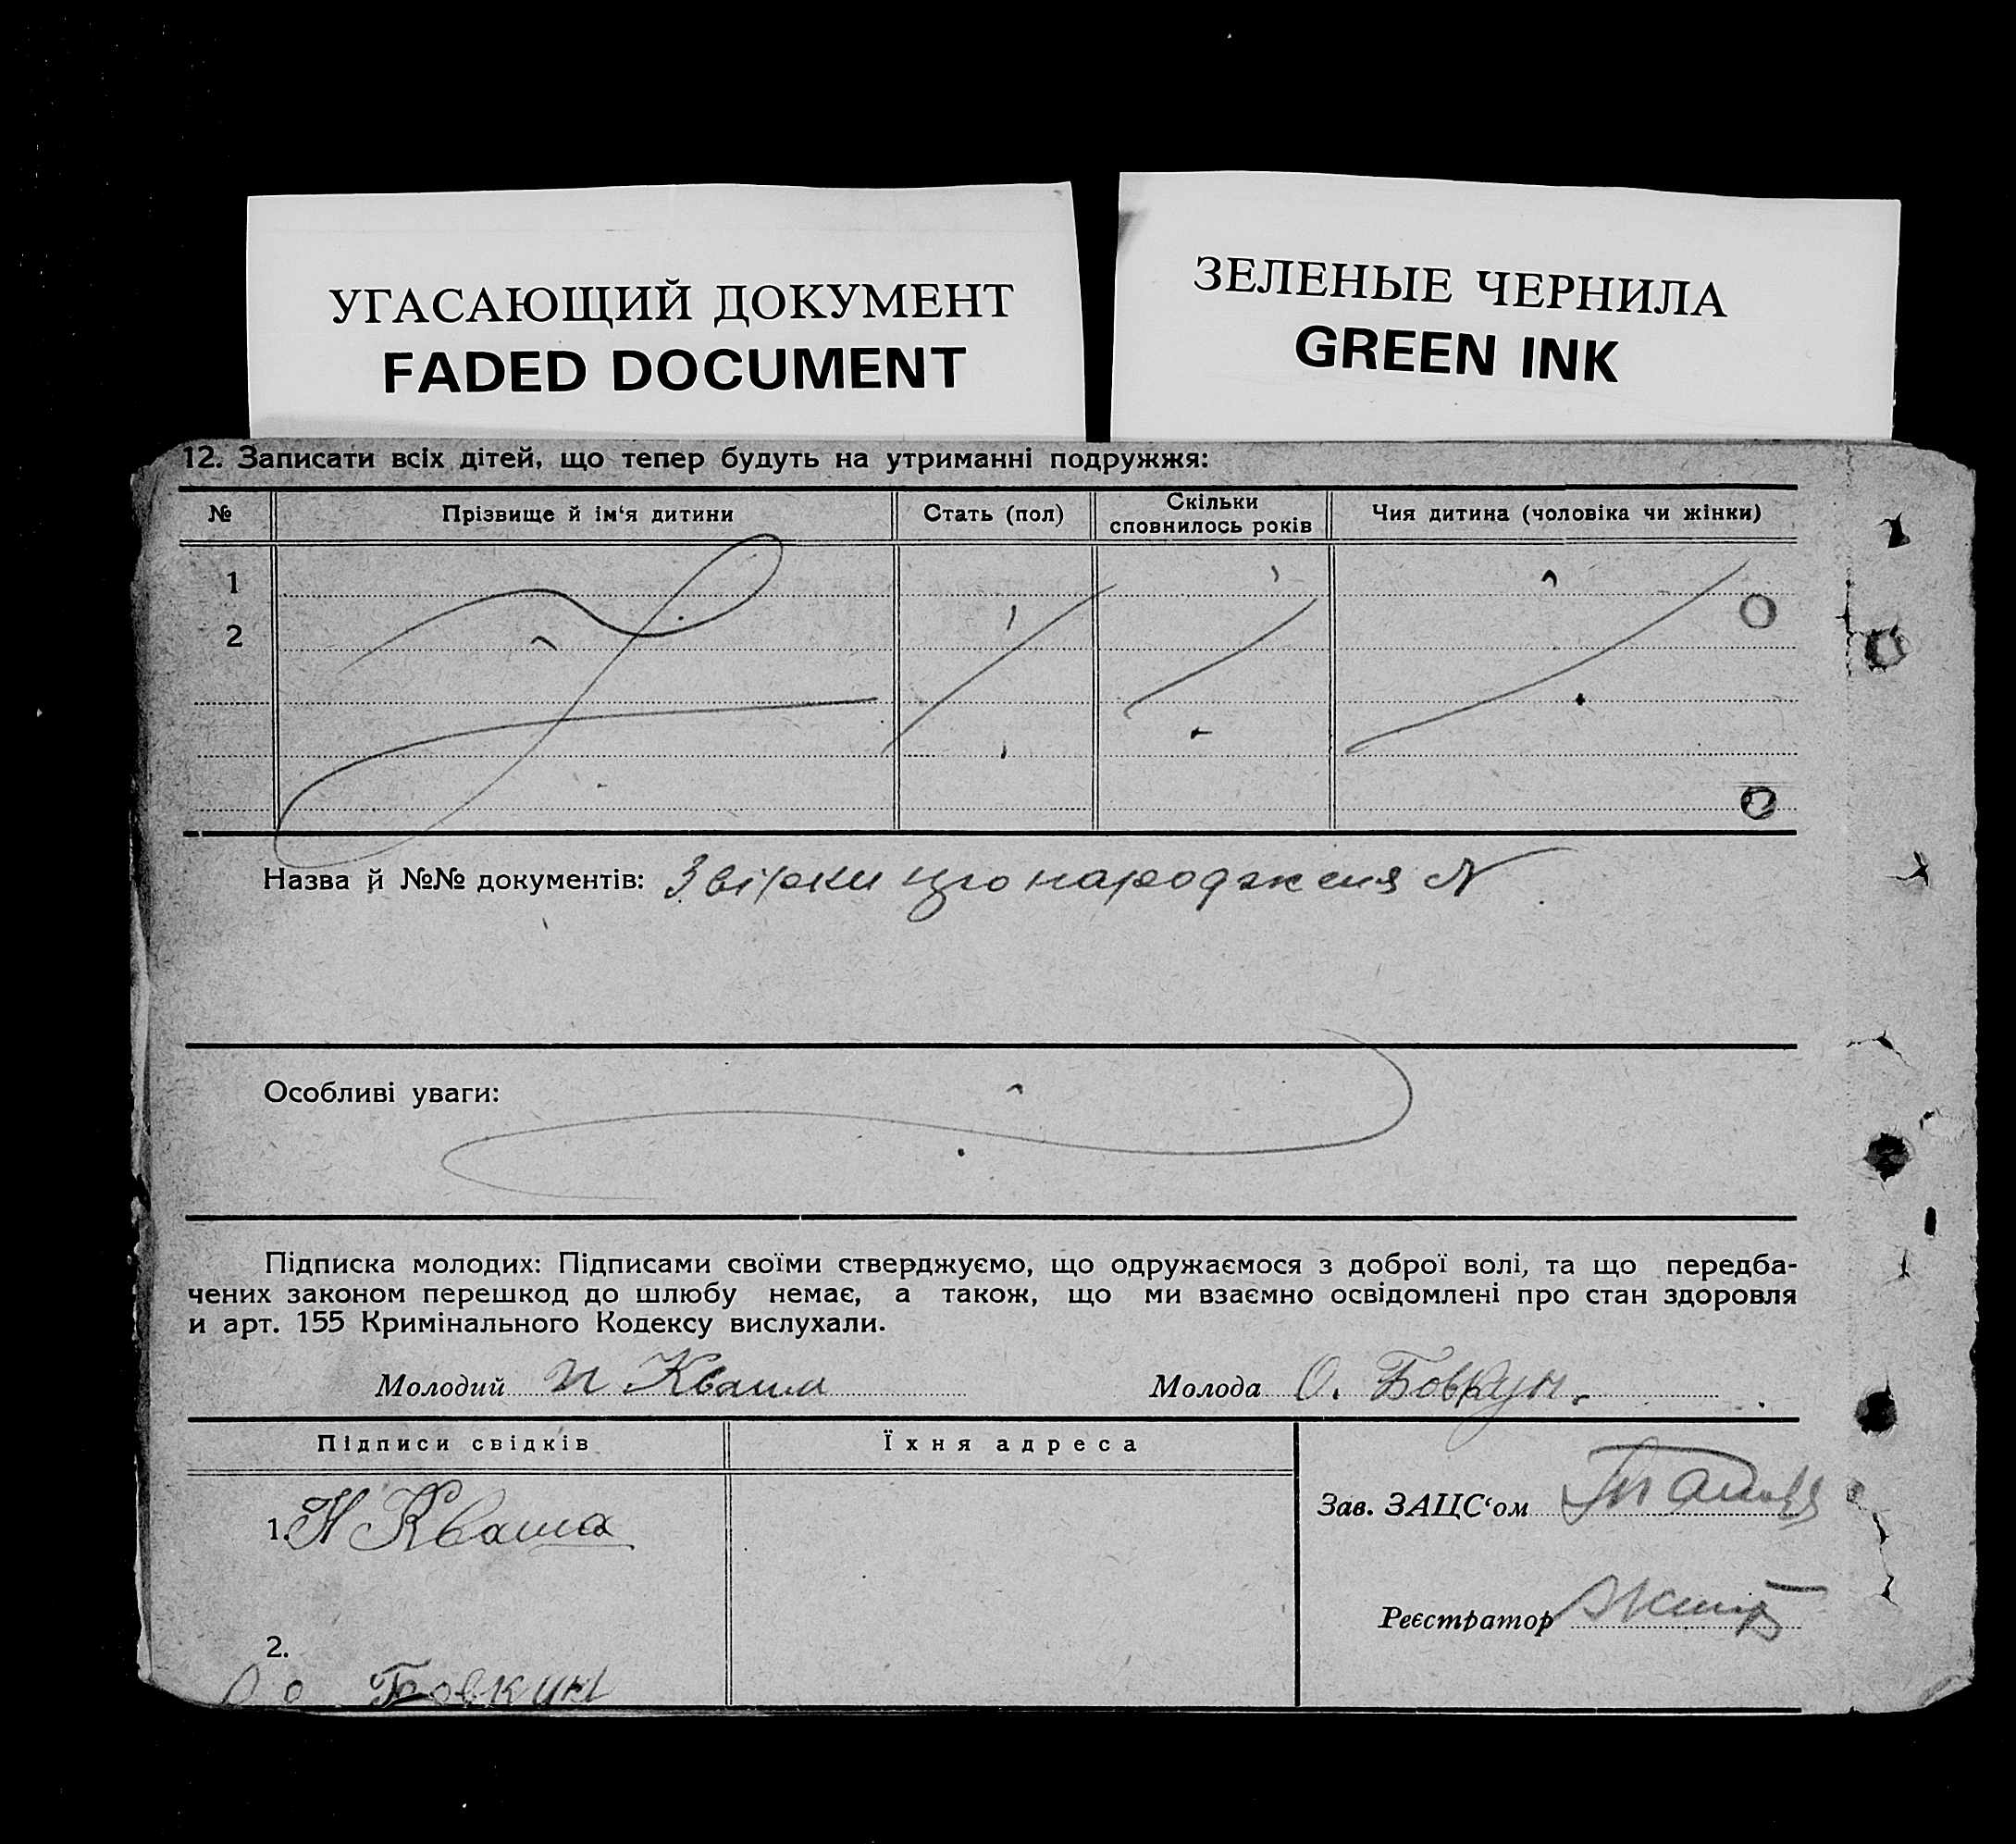 УГАСАЮЩИЙ ДОКУМЕНТ
FADED DOCUMENT
ЗЕЛЕНЫЕ ЧЕРНИЛА
GREEN INK
12. Записати всіх дітей, що тепер будуть на утриманні подружжя:
№ Прізвище й ім‘я дитини Стать (пол) Скільки сповнилось років Чия дитина (чоловіка чи жінки)
1
2
Назва й №№ документів: Звірки про народження N
Особливі уваги:
Підписка молодих: Підписами своїми стверджуємо, що одружаємося з доброї волі, та що передба-
чених законом перешкод до шлюбу немає, а також, що ми взаємно освідомлені про стан здоровля
и арт. 155 Кримінального Кодексу вислухали.
Молодий И Кваша Молода О. Бовкун.
Підписи свідків Їхня адреса
1. Н Кваша
Зав. ЗАЦС‘ом
Реєстратор
2.
Бовкун